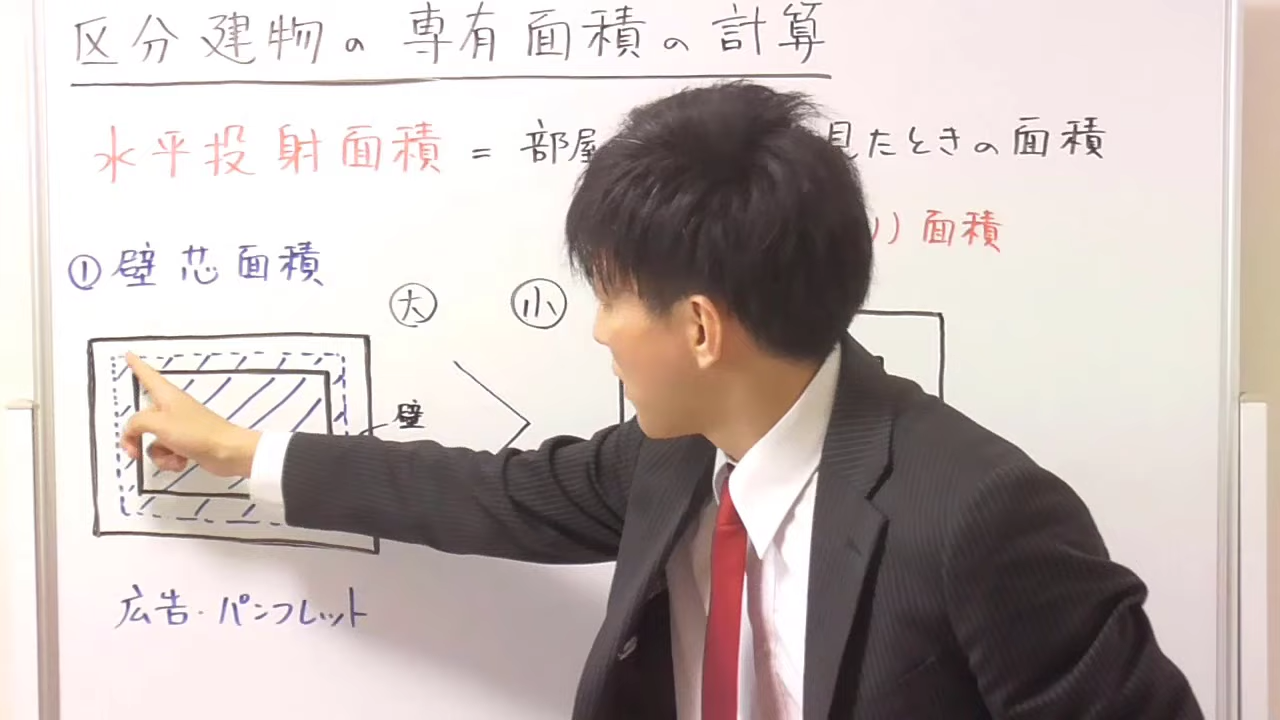 区分建物の専有面積の計算
水平投射面積 = 部屋 見たときの面積
) 面積
① 壁芯面積
大 小
壁
広告・パンフレット